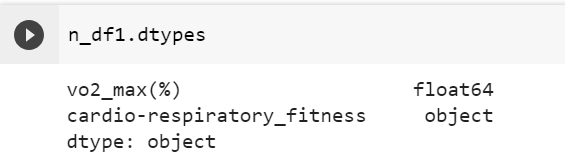 n_df1.dtypes
vo2_max(%) float64
cardio-respiratory_fitness object
dtype: object